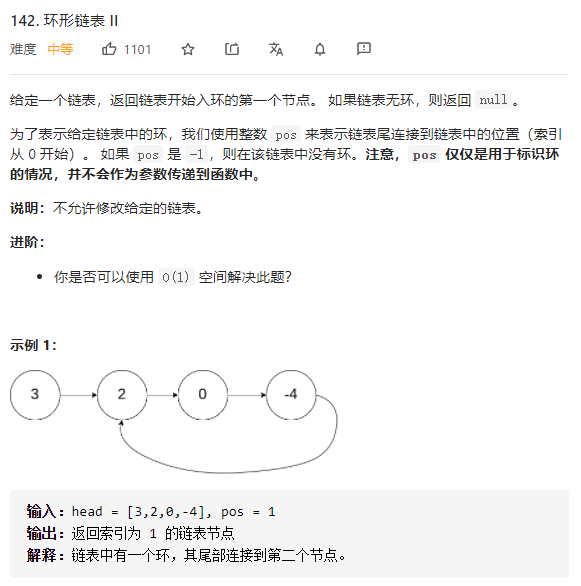 142. 环形链表 II
难度 中等 1101
给定一个链表，返回链表开始入环的第一个节点。 如果链表无环，则返回 null。
为了表示给定链表中的环，我们使用整数 pos 来表示链表尾连接到链表中的位置（索引
从 0 开始）。 如果 pos 是 -1，则在该链表中没有环。注意，pos 仅仅是用于标识环
的情况，并不会作为参数传递到函数中。
说明：不允许修改给定的链表。
进阶：
• 你是否可以使用 O(1) 空间解决此题？
示例 1：
3 2 0 -4
输入：head = [3,2,0,-4], pos = 1
输出：返回索引为 1 的链表节点
解释：链表中有一个环，其尾部连接到第二个节点。